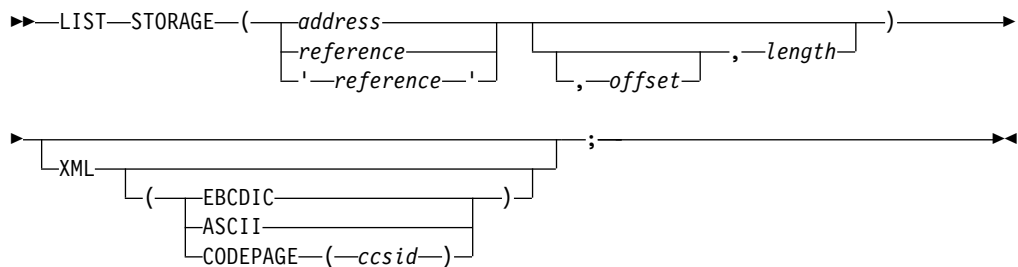 LIST STORAGE ( address )
reference , length
' reference ' , offset
;
XML
( EBCDIC )
ASCII
CODEPAGE ( ccsid )